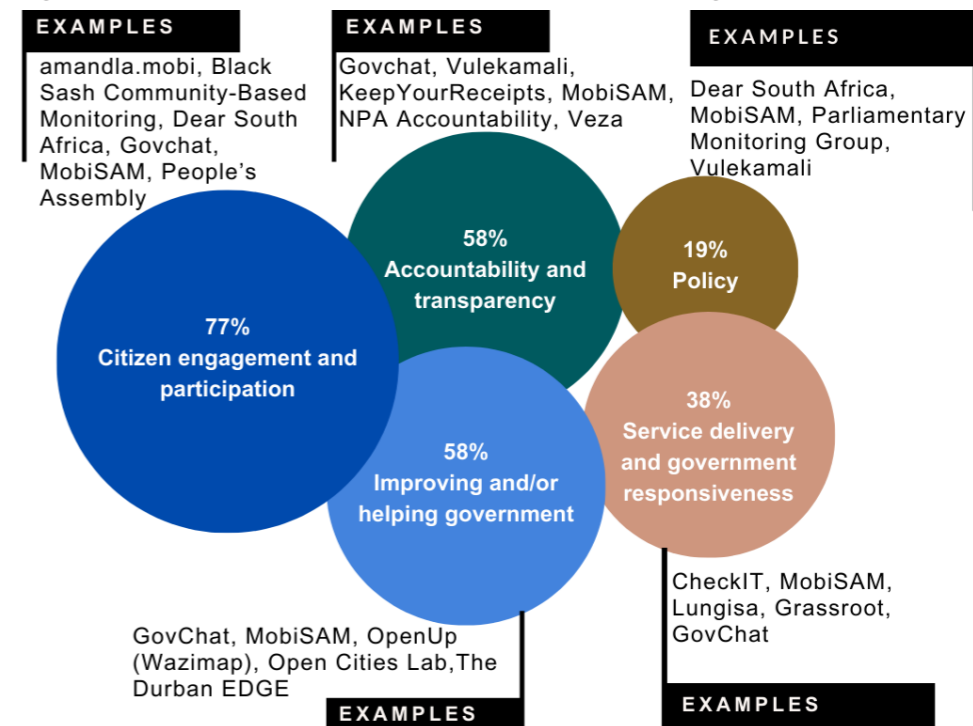 EXAMPLES
amandla.mobi, Black
Sash Community-Based
Monitoring, Dear South
Africa, Govchat,
MobiSAM, People’s
Assembly
EXAMPLES
Govchat, Vulekamali,
KeepYourReceipts, MobiSAM,
NPA Accountability, Veza
EXAMPLES
Dear South Africa,
MobiSAM, Parliamentary
Monitoring Group,
Vulekamali
77%
Citizen engagement and
participation
58%
Accountability and
transparency
19%
Policy
58%
Improving and/or
helping government
38%
Service delivery
and government
responsiveness
GovChat, MobiSAM, OpenUp
(Wazimap), Open Cities Lab,The
Durban EDGE
EXAMPLES
CheckIT, MobiSAM,
Lungisa, Grassroot,
GovChat
EXAMPLES